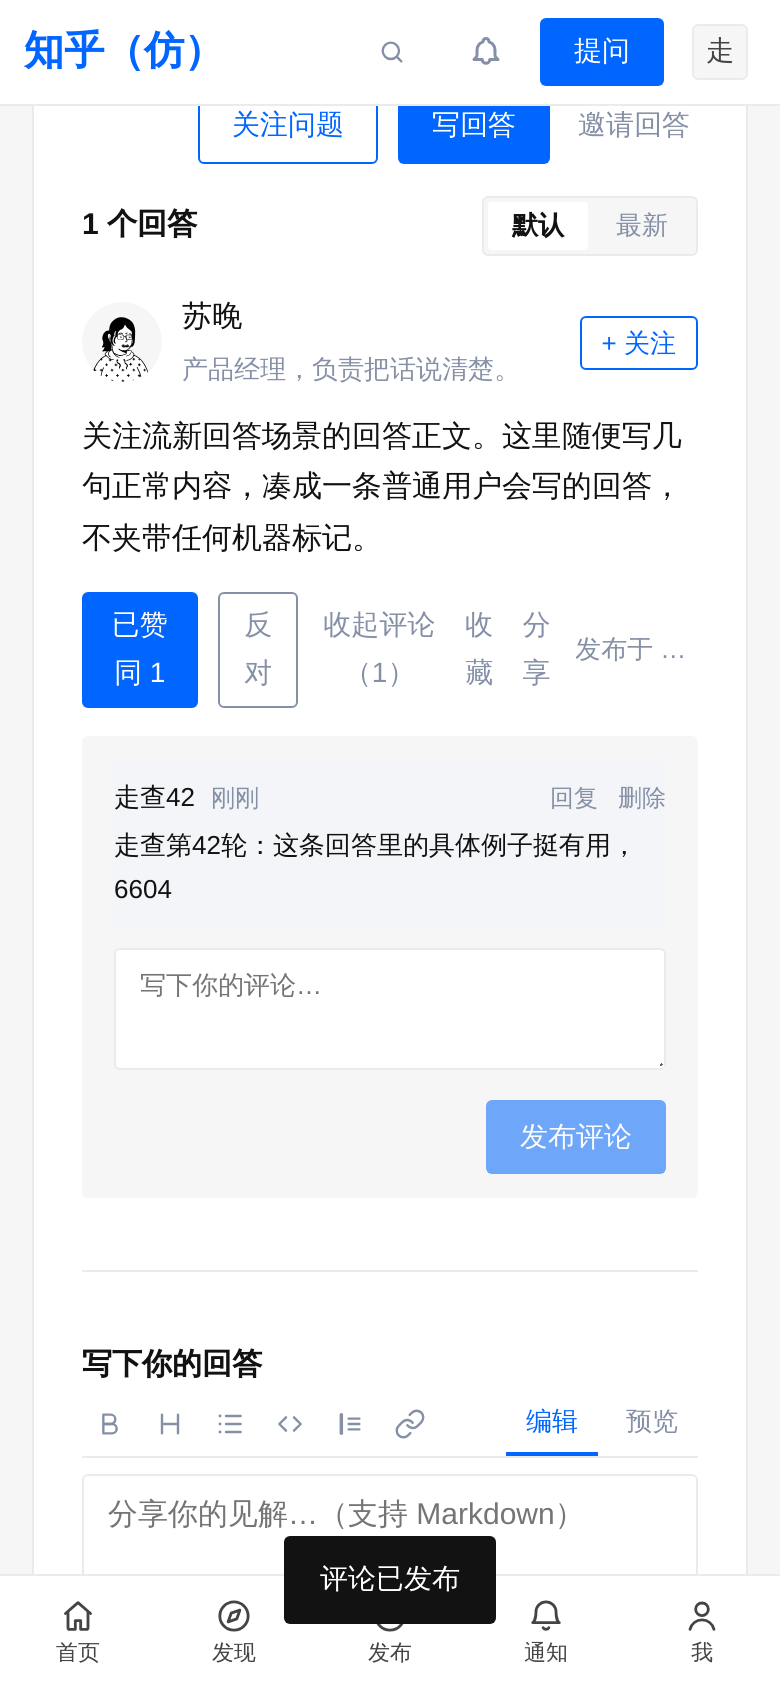 知乎（仿）
提问
走
关注问题
写回答
邀请回答
1 个回答
默认
最新
苏晚
产品经理，负责把话说清楚。
+ 关注
关注流新回答场景的回答正文。这里随便写几
句正常内容，凑成一条普通用户会写的回答，
不夹带任何机器标记。
已赞
同 1
反
对
收起评论
（1）
收
藏
分
享
发布于 …
走查42 刚刚
回复 删除
走查第42轮：这条回答里的具体例子挺有用，
6604
写下你的评论…
发布评论
写下你的回答
编辑
预览
分享你的见解…（支持 Markdown）
评论已发布
首页
发现
发布
通知
我